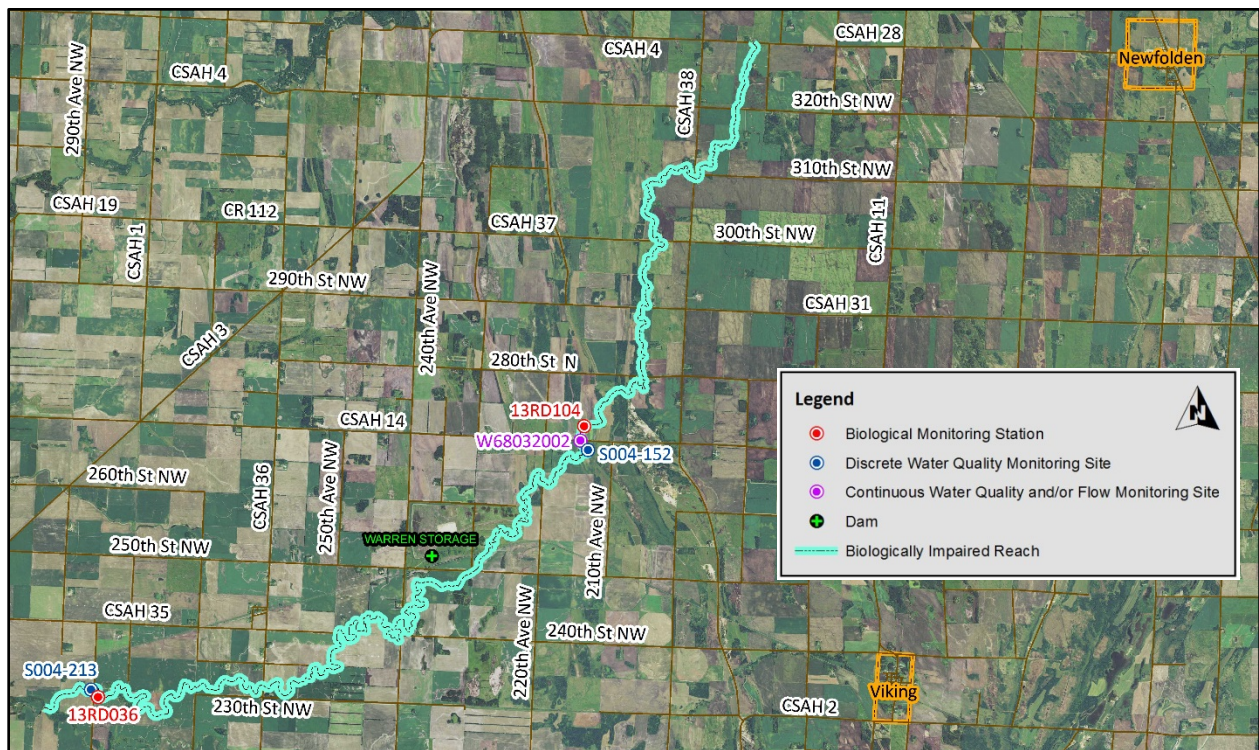 CSAH 4
CSAH 28
Newfolden
290th Ave NW
CSAH 4
CSAH 38
320th St NW
310th St NW
CSAH 19
CR 112
CSAH 1
CSAH 37
300th St NW
CSAH 11
290th St NW
240th Ave NW
CSAH 31
CSAH 3
280th St N
Legend
N
Biological Monitoring Station
Discrete Water Quality Monitoring Site
Continuous Water Quality and/or Flow Monitoring Site
Dam
Biologically Impaired Reach
13RD104
CSAH 14
W68032002
S004-152
260th St NW
CSAH 36
250th Ave NW
WARREN STORAGE
250th St NW
210th Ave NW
CSAH 35
220th Ave NW
240th St NW
S004-213
13RD036
230th St NW
Viking
CSAH 2